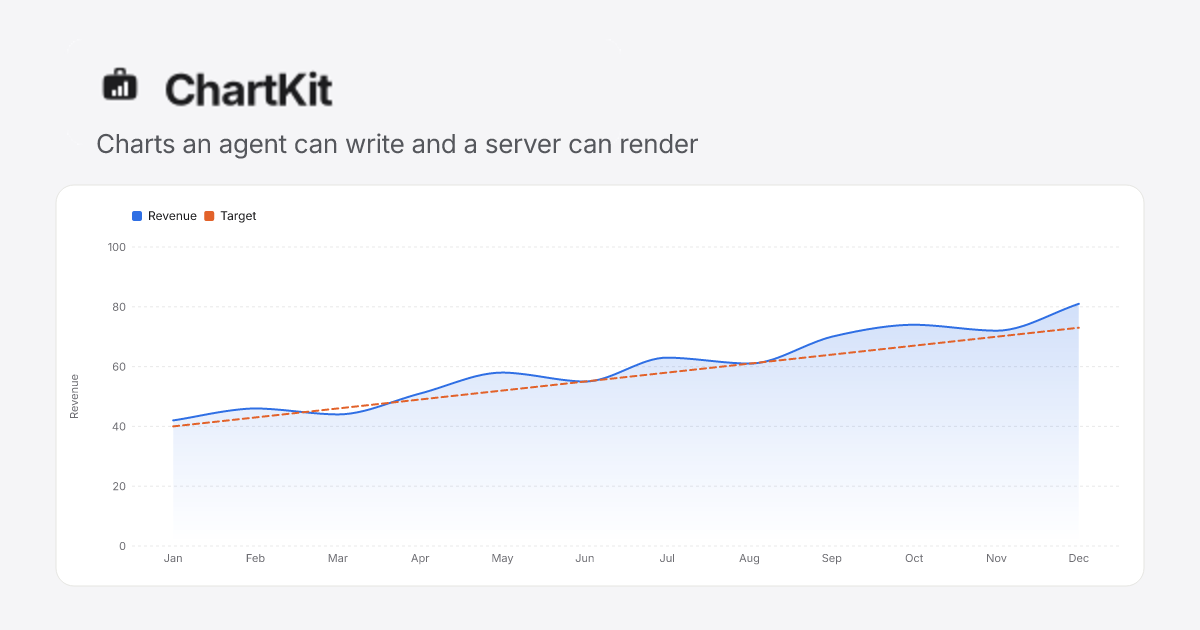 ChartKit
Charts an agent can write and a server can render
Revenue Target
100
80
60
40
20
0
Revenue
Jan Feb Mar Apr May Jun Jul Aug Sep Oct Nov Dec